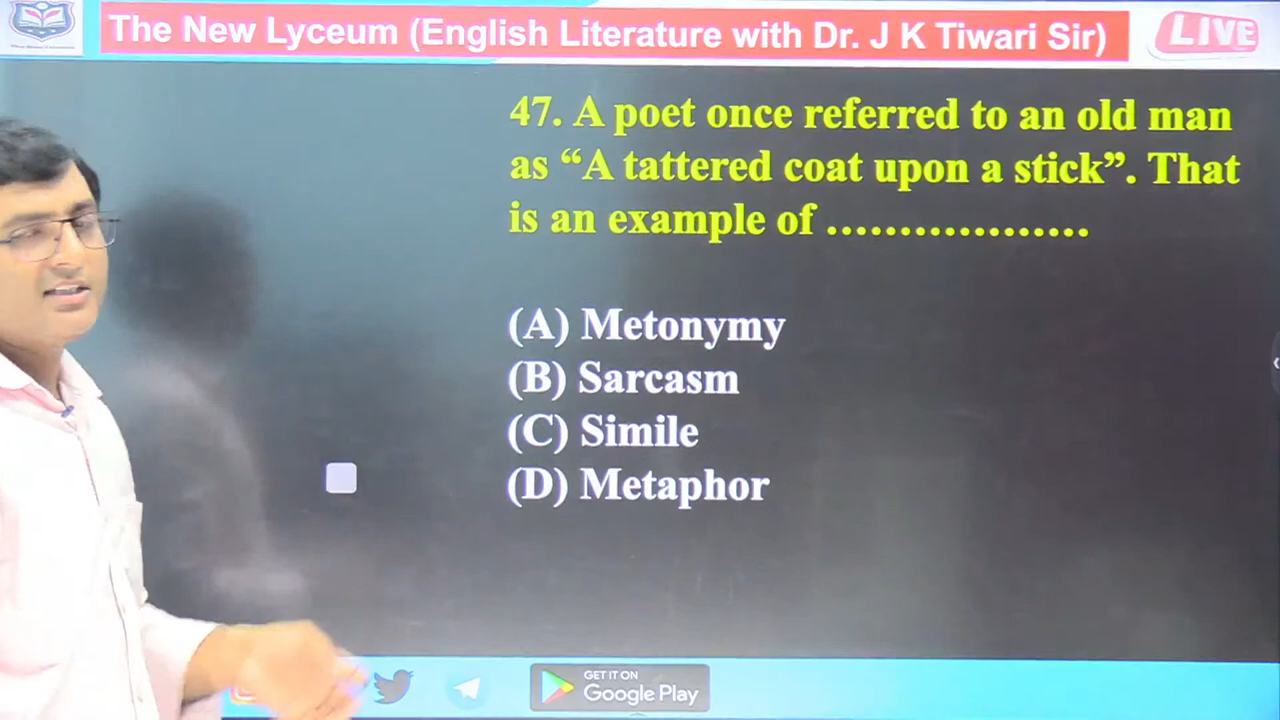 The New Lyceum (English Literature with Dr. J K Tiwari Sir)
LIVE
47. A poet once referred to an old man
as “A tattered coat upon a stick”. That
is an example of ..................
(A) Metonymy
(B) Sarcasm
(C) Simile
(D) Metaphor
GET IT ON
Google Play